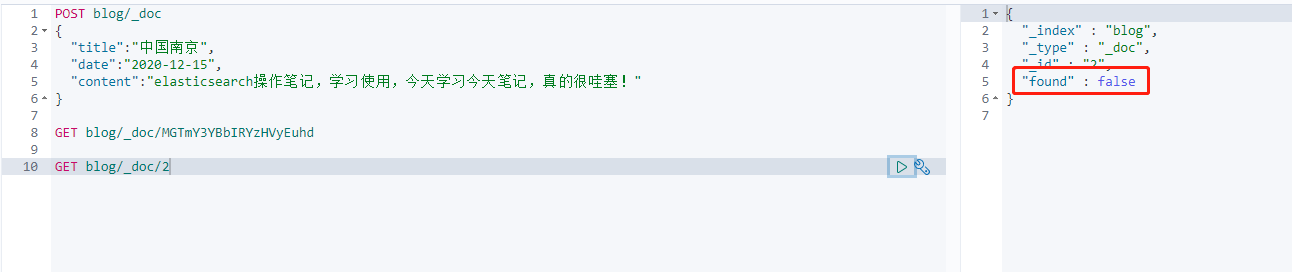 1 POST blog/_doc
2 {
3 "title":"中国南京",
4 "date":"2020-12-15",
5 "content":"elasticsearch操作笔记，学习使用，今天学习今天笔记，真的很哇塞！"
6 }
7
8 GET blog/_doc/MGTmY3YBbIRYzHVyEuhd
9
10 GET blog/_doc/2
1 {
2 "_index" : "blog",
3 "_type" : "_doc",
4 "_id" : "2",
5 "found" : false
6 }
7